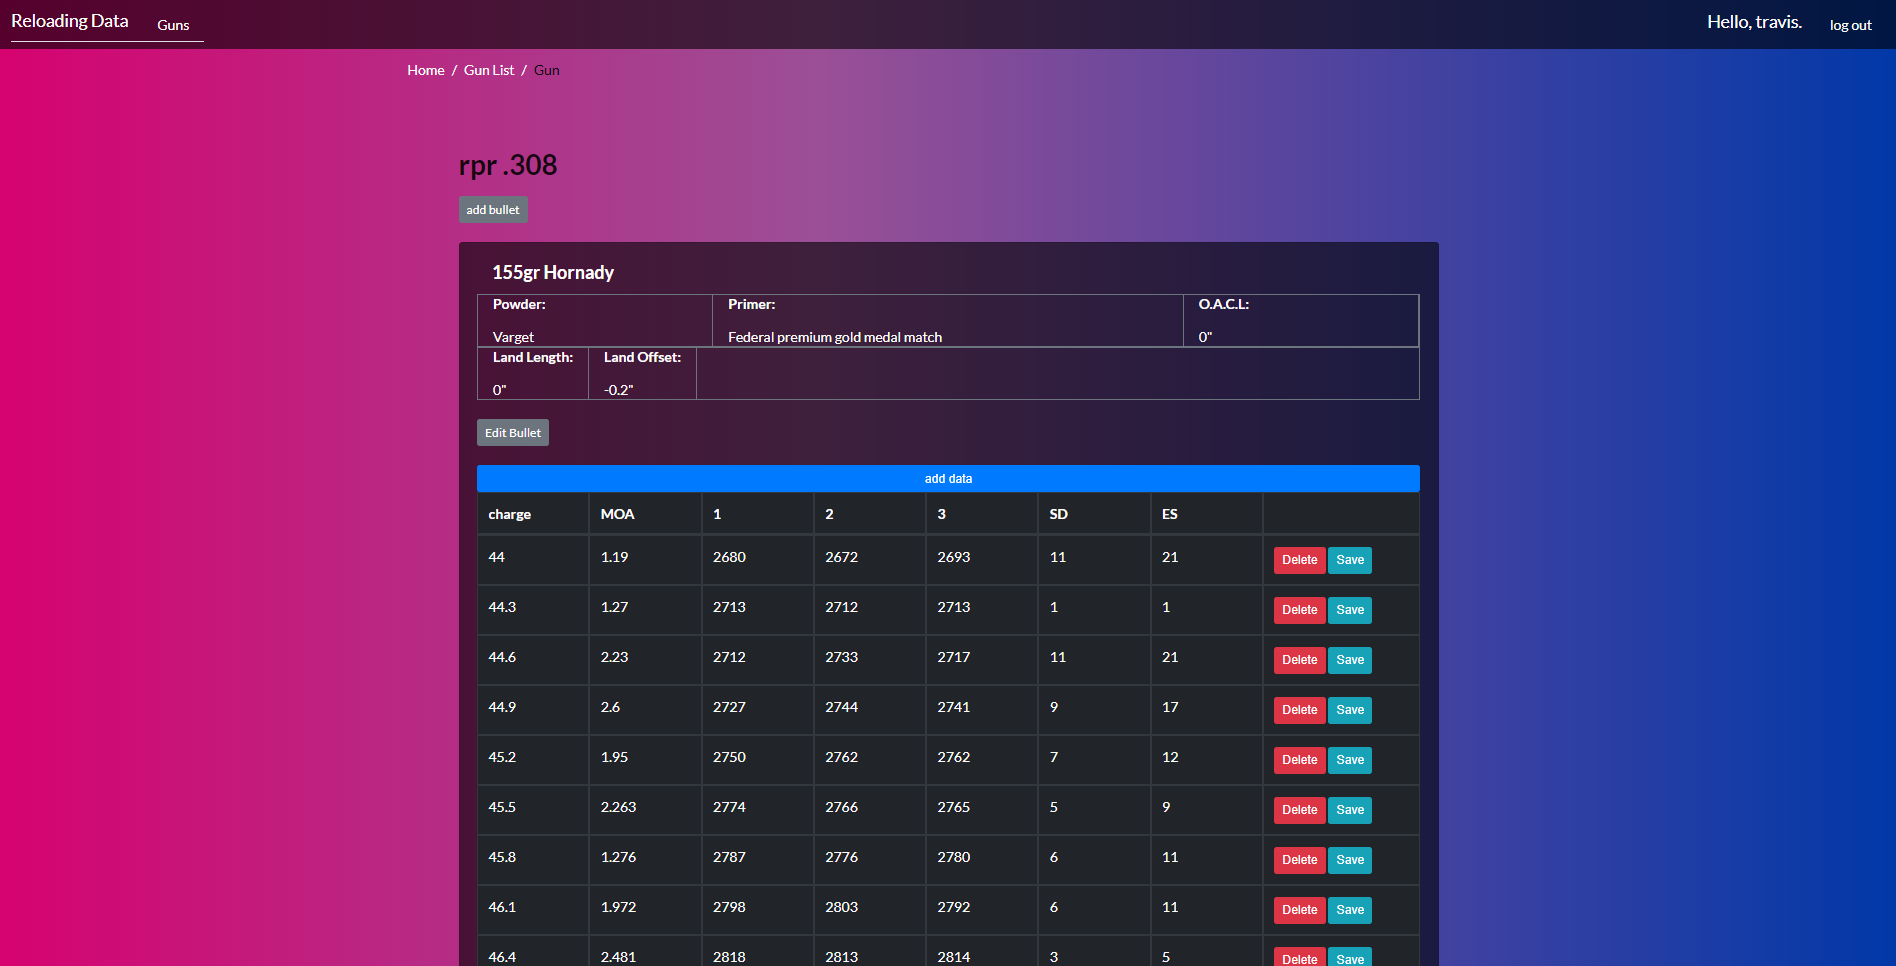 Reloading Data Guns Hello, travis. log out
Home / Gun List / Gun
rpr .308
add bullet
155gr Hornady
Powder: Primer: O.A.C.L:
Varget Federal premium gold medal match 0"
Land Length: Land Offset:
0" -0.2"
Edit Bullet
add data
charge MOA 1 2 3 SD ES
44 1.19 2680 2672 2693 11 21 Delete Save
44.3 1.27 2713 2712 2713 1 1 Delete Save
44.6 2.23 2712 2733 2717 11 21 Delete Save
44.9 2.6 2727 2744 2741 9 17 Delete Save
45.2 1.95 2750 2762 2762 7 12 Delete Save
45.5 2.263 2774 2766 2765 5 9 Delete Save
45.8 1.276 2787 2776 2780 6 11 Delete Save
46.1 1.972 2798 2803 2792 6 11 Delete Save
46.4 2.481 2818 2813 2814 3 5 Delete Save